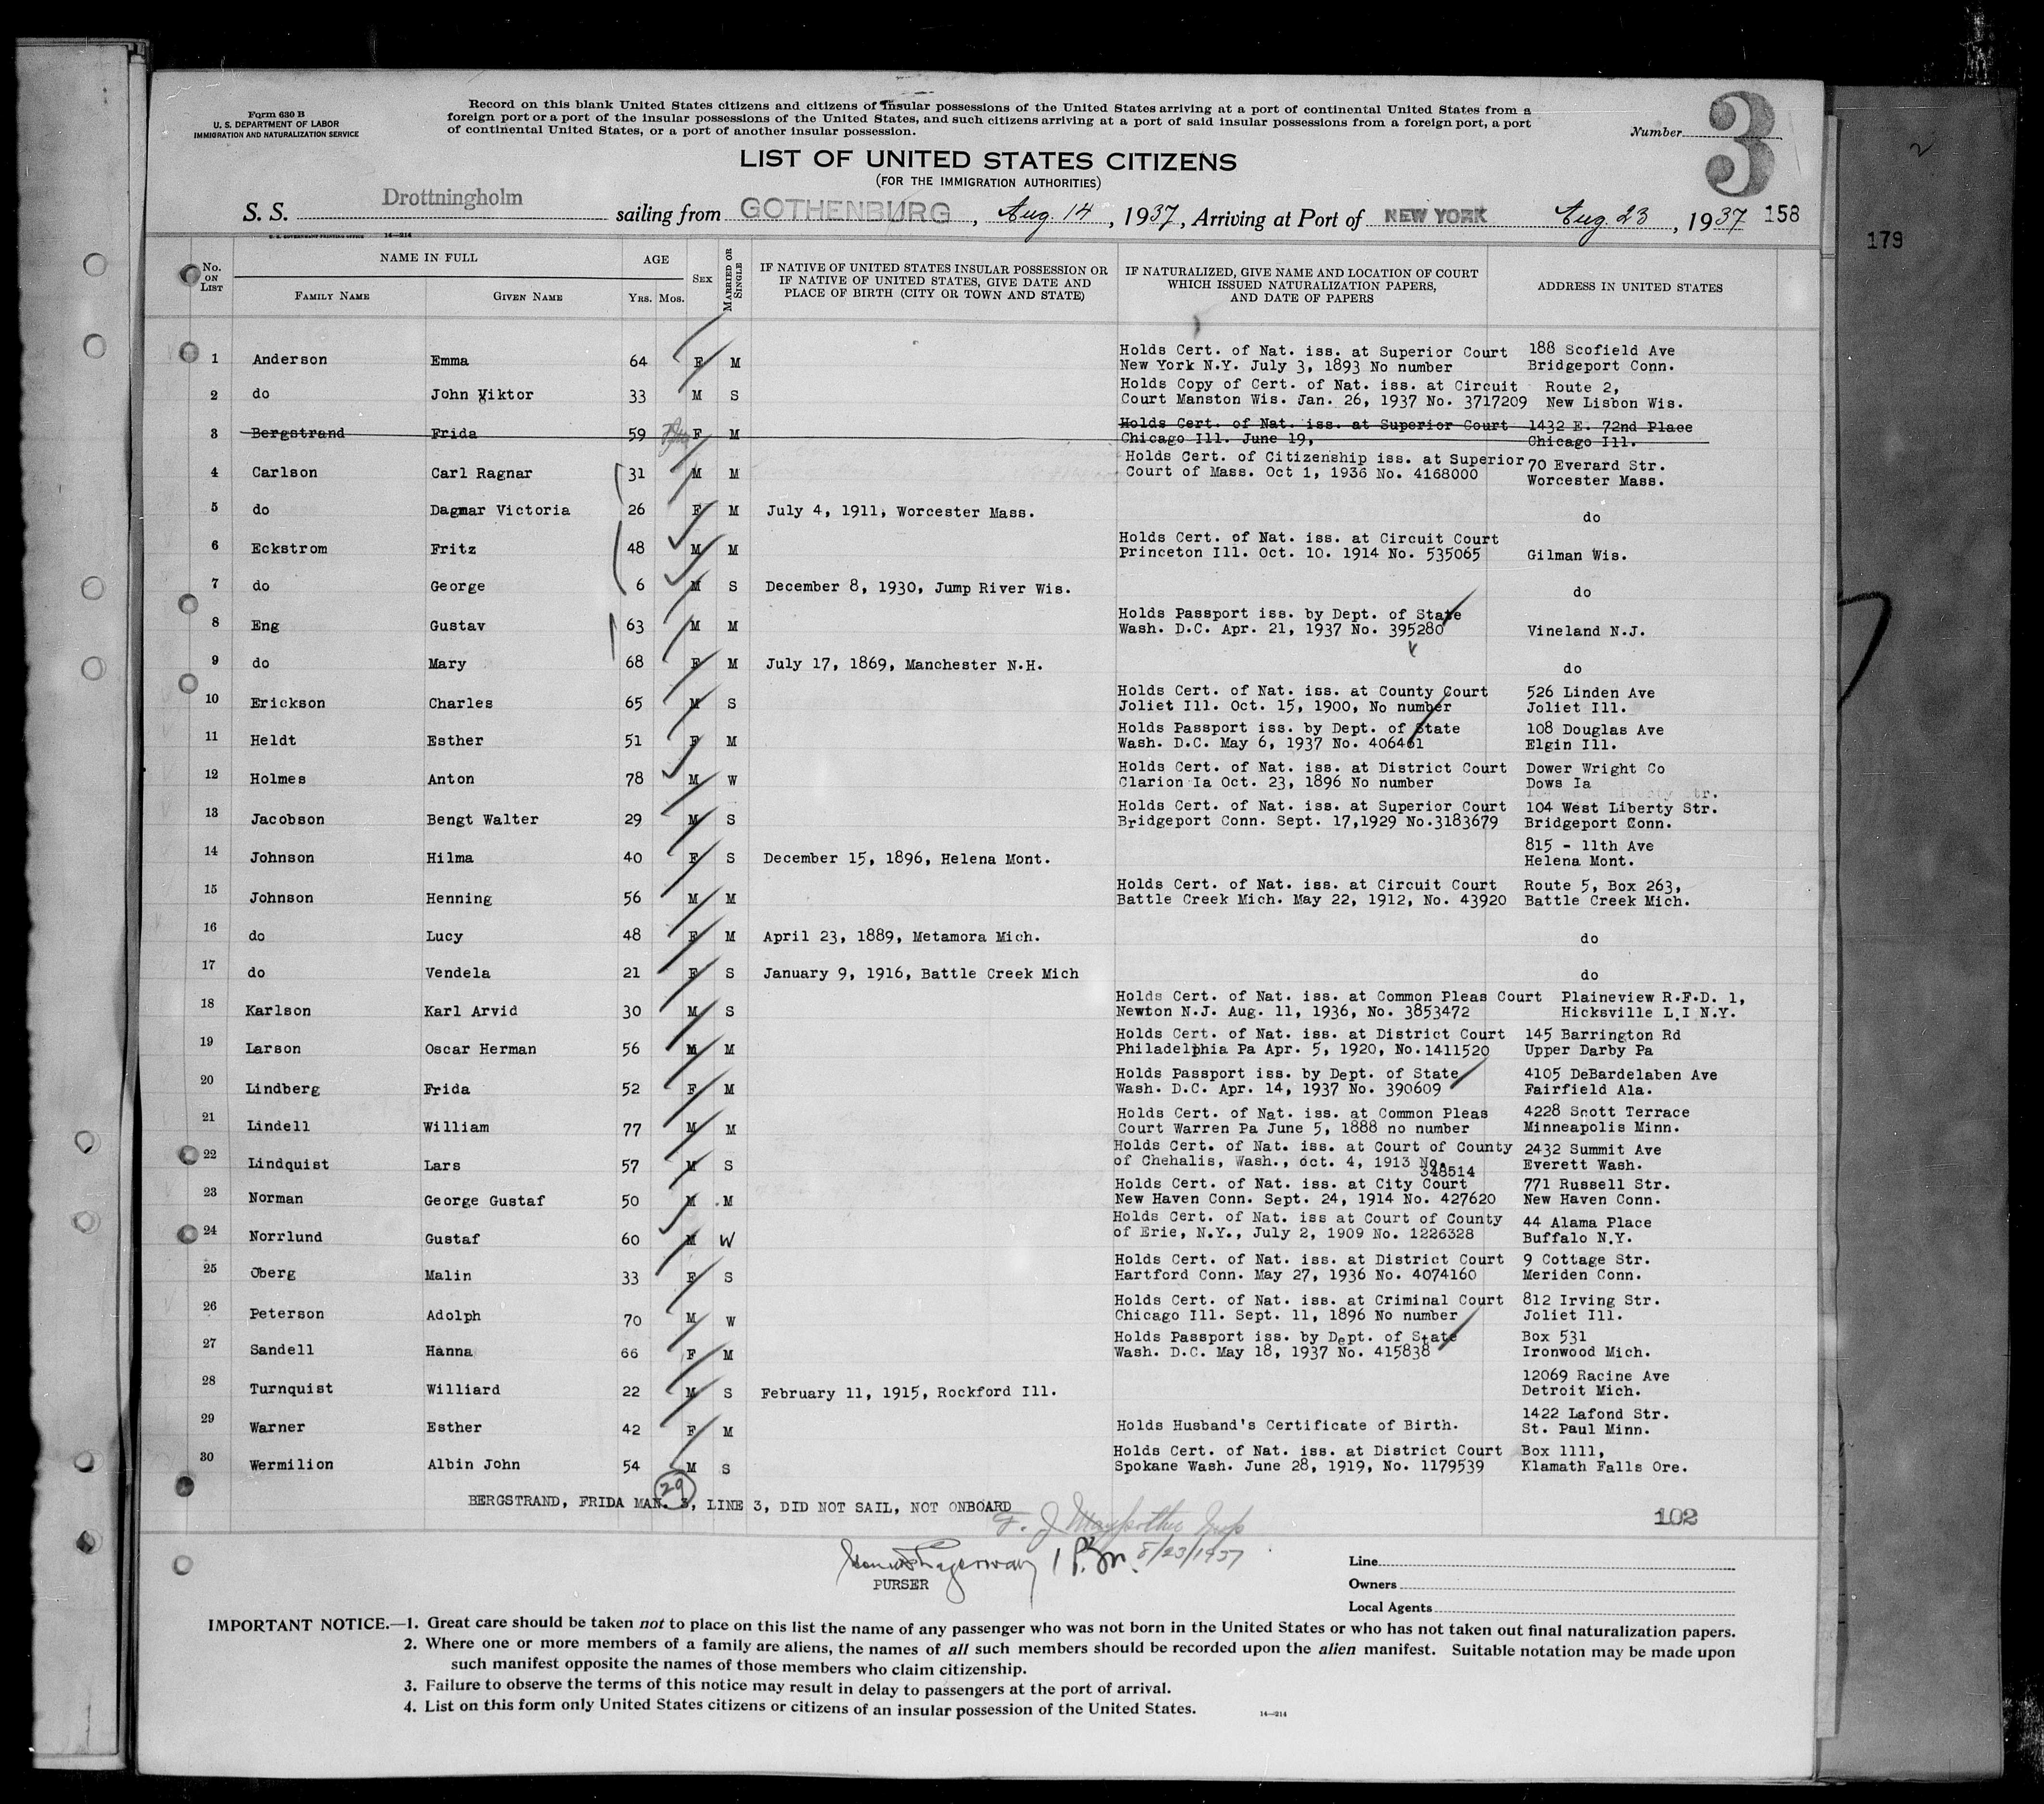 Form 630 B
U. S. DEPARTMENT OF LABOR
IMMIGRATION AND NATURALIZATION SERVICE
Record on this blank United States citizens and citizens of insular possessions of the United States arriving at a port of continental United States from a
foreign port or a port of the insular possessions of the United States, and such citizens arriving at a port of said insular possessions from a foreign port, a port
of continental United States, or a port of another insular possession.
Number 3
LIST OF UNITED STATES CITIZENS
(FOR THE IMMIGRATION AUTHORITIES)
S. S. Drottningholm sailing from GOTHENBURG, Aug. 14, 1937, Arriving at Port of NEW YORK Aug. 23, 1937 158
179
2
U. S. GOVERNMENT PRINTING OFFICE 14—214
No. ON LIST
NAME IN FULL
FAMILY NAME
GIVEN NAME
AGE
YRS. MOS.
SEX
MARRIED OR SINGLE
IF NATIVE OF UNITED STATES INSULAR POSSESSION OR
IF NATIVE OF UNITED STATES, GIVE DATE AND
PLACE OF BIRTH (CITY OR TOWN AND STATE)
IF NATURALIZED, GIVE NAME AND LOCATION OF COURT
WHICH ISSUED NATURALIZATION PAPERS,
AND DATE OF PAPERS
ADDRESS IN UNITED STATES
1 Anderson Emma 64 F M Holds Cert. of Nat. iss. at Superior Court 188 Scofield Ave
New York N.Y. July 3, 1893 No number Bridgeport Conn.
2 do John Viktor 33 M S Holds Copy of Cert. of Nat. iss. at Circuit Route 2,
Court Manston Wis. Jan. 26, 1937 No. 3717209 New Lisbon Wis.
3 Bergstrand Frida 59 F M Holds Cert. of Nat. iss. at Superior Court 1432 E. 72nd Place
Chicago Ill. June 19, Chicago Ill.
4 Carlson Carl Ragnar 31 M M Holds Cert. of Citizenship iss. at Superior 70 Everard Str.
Court of Mass. Oct 1, 1936 No. 4168000 Worcester Mass.
5 do Dagmar Victoria 26 F M July 4, 1911, Worcester Mass. do
6 Eckstrom Fritz 48 M M Holds Cert. of Nat. iss. at Circuit Court
Princeton Ill. Oct. 10. 1914 No. 535065 Gilman Wis.
7 do George 6 M S December 8, 1930, Jump River Wis. do
8 Eng Gustav 63 M M Holds Passport iss. by Dept. of State
Wash. D.C. Apr. 21, 1937 No. 395280 Vineland N.J.
9 do Mary 68 F M July 17, 1869, Manchester N.H. do
10 Erickson Charles 65 M S Holds Cert. of Nat. iss. at County Court 526 Linden Ave
Joliet Ill. Oct. 15, 1900, No number Joliet Ill.
11 Heldt Esther 51 F M Holds Passport iss. by Dept. of State 108 Douglas Ave
Wash. D.C. May 6, 1937 No. 406461 Elgin Ill.
12 Holmes Anton 78 M W Holds Cert. of Nat. iss. at District Court Dower Wright Co
Clarion Ia Oct. 23, 1896 No number Dows Ia
13 Jacobson Bengt Walter 29 M S Holds Cert. of Nat. iss. at Superior Court 104 West Liberty Str.
Bridgeport Conn. Sept. 17,1929 No.3183679 Bridgeport Conn.
14 Johnson Hilma 40 F S December 15, 1896, Helena Mont. 815 - 11th Ave
Helena Mont.
15 Johnson Henning 56 M M Holds Cert. of Nat. iss. at Circuit Court Route 5, Box 263,
Battle Creek Mich. May 22, 1912, No. 43920 Battle Creek Mich.
16 do Lucy 48 F M April 23, 1889, Metamora Mich. do
17 do Vendela 21 F S January 9, 1916, Battle Creek Mich do
18 Karlson Karl Arvid 30 M S Holds Cert. of Nat. iss. at Common Pleas Court Plaineview R.F.D. 1,
Newton N.J. Aug. 11, 1936, No. 3853472 Hicksville L.I N.Y.
19 Larson Oscar Herman 56 M M Holds Cert. of Nat. iss. at District Court 145 Barrington Rd
Philadelphia Pa Apr. 5, 1920, No.1411520 Upper Darby Pa
20 Lindberg Frida 52 F M Holds Passport iss. by Dept. of State 4105 DeBardelaben Ave
Wash. D.C. Apr. 14, 1937 No. 390609 Fairfield Ala.
21 Lindell William 77 M M Holds Cert. of Nat. iss. at Common Pleas 4228 Scott Terrace
Court Warren Pa June 5, 1888 no number Minneapolis Minn.
22 Lindquist Lars 57 M S Holds Cert. of Nat. iss. at Court of County 2432 Summit Ave
of Chehalis, Wash., oct. 4, 1913 No. 348514 Everett Wash.
23 Norman George Gustaf 50 M M Holds Cert. of Nat. iss. at City Court 771 Russell Str.
New Haven Conn. Sept. 24, 1914 No. 427620 New Haven Conn.
24 Norrlund Gustaf 60 M W Holds Cert. of Nat. iss at Court of County 44 Alama Place
of Erie, N.Y., July 2, 1909 No. 1226328 Buffalo N.Y.
25 Oberg Malin 33 F S Holds Cert. of Nat. iss. at District Court 9 Cottage Str.
Hartford Conn. May 27, 1936 No. 4074160 Meriden Conn.
26 Peterson Adolph 70 M W Holds Cert. of Nat. iss. at Criminal Court 812 Irving Str.
Chicago Ill. Sept. 11, 1896 No number Joliet Ill.
27 Sandell Hanna 66 F M Holds Passport iss. by Dept. of State Box 531
Wash. D.C. May 18, 1937 No. 415838 Ironwood Mich.
28 Turnquist Williard 22 M S February 11, 1915, Rockford Ill. 12069 Racine Ave
Detroit Mich.
29 Warner Esther 42 F M Holds Husband's Certificate of Birth. 1422 Lafond Str.
St. Paul Minn.
30 Wermilion Albin John 54 M S Holds Cert. of Nat. iss. at District Court Box 1111,
Spokane Wash. June 28, 1919, No. 1179539 Klamath Falls Ore.
29
BERGSTRAND, FRIDA MAN. 3, LINE 3, DID NOT SAIL, NOT ONBOARD
102
8/23/1937
PURSER
Line
Owners
Local Agents
IMPORTANT NOTICE.—1. Great care should be taken not to place on this list the name of any passenger who was not born in the United States or who has not taken out final naturalization papers.
2. Where one or more members of a family are aliens, the names of all such members should be recorded upon the alien manifest. Suitable notation may be made upon
such manifest opposite the names of those members who claim citizenship.
3. Failure to observe the terms of this notice may result in delay to passengers at the port of arrival.
4. List on this form only United States citizens or citizens of an insular possession of the United States.
14—214